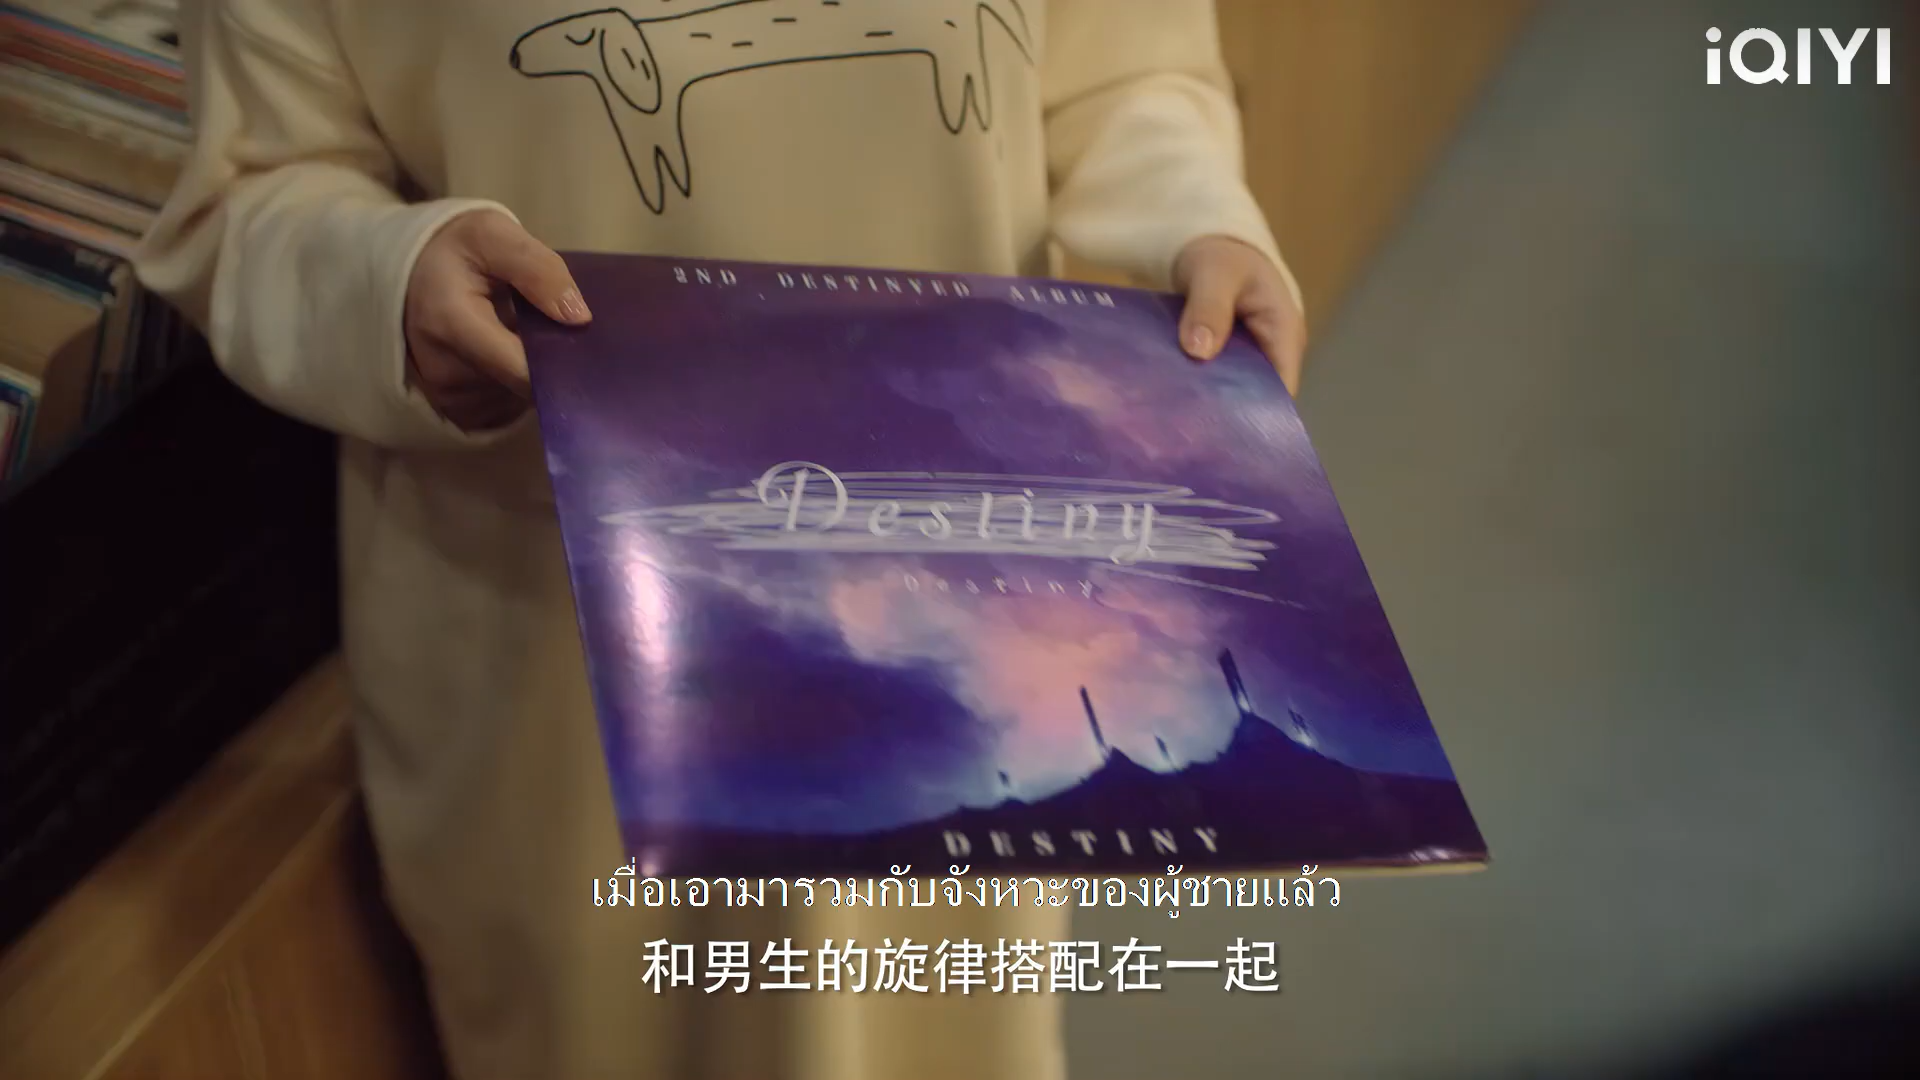 iQIYI
2ND DESTINYED ALBUM
Destiny
Destiny
DESTINY
เมื่อเอามารวมกับจังหวะของผู้ชายแล้ว
和男生的旋律搭配在一起